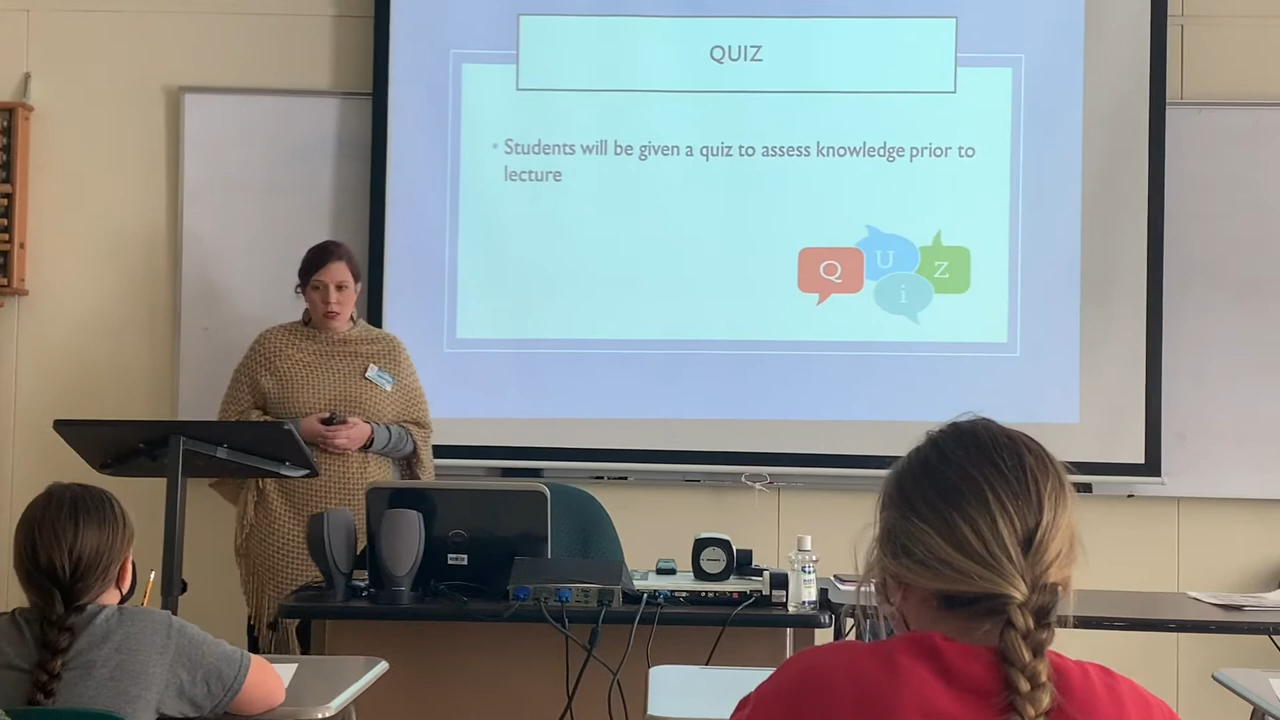 QUIZ
• Students will be given a quiz to assess knowledge prior to
lecture
Q U i Z